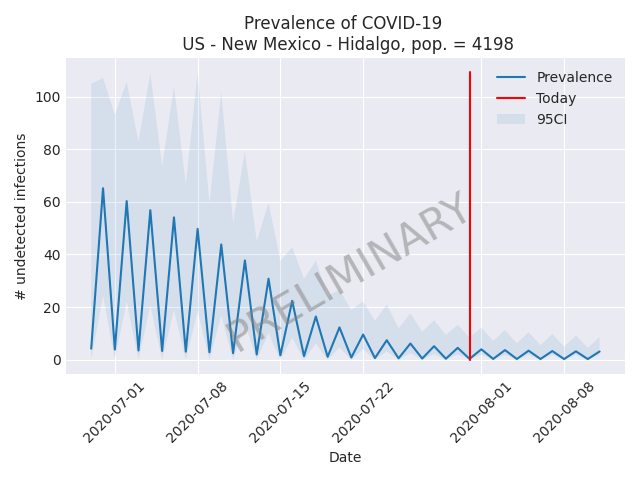 Prevalence of COVID-19
US - New Mexico - Hidalgo, pop. = 4198
Prevalence
Today
95CI
# undetected infections
100
80
60
40
20
0
PRELIMINARY
2020-07-01
2020-07-08
2020-07-15
2020-07-22
2020-08-01
2020-08-08
Date